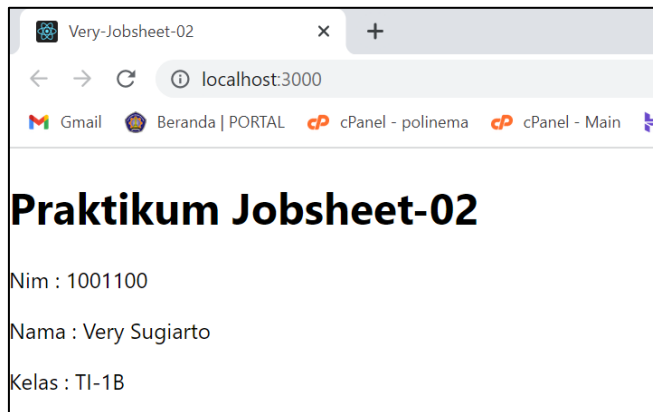 Very-Jobsheet-02
localhost:3000
Gmail Beranda | PORTAL cPanel - polinema cPanel - Main
Praktikum Jobsheet-02
Nim : 1001100
Nama : Very Sugiarto
Kelas : TI-1B